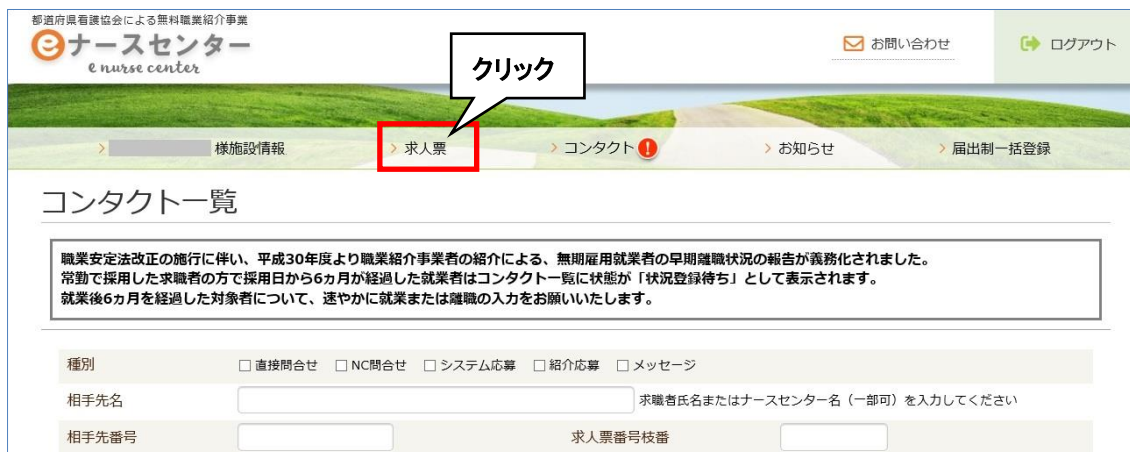 都道府県看護協会による無料職業紹介事業
eナースセンター
e nurse center
お問い合わせ
ログアウト
クリック
様施設情報
求人票
コンタクト
お知らせ
届出制一括登録
コンタクト一覧
職業安定法改正の施行に伴い、平成30年度より職業紹介事業者の紹介による、無期雇用就業者の早期離職状況の報告が義務化されました。
常勤で採用した求職者の方で採用日から6ヵ月が経過した就業者はコンタクト一覧に状態が「状況登録待ち」として表示されます。
就業後6ヵ月を経過した対象者について、速やかに就業または離職の入力をお願いいたします。
種別 直接問合せ NC問合せ システム応募 紹介応募 メッセージ
相手先名 求職者氏名またはナースセンター名（一部可）を入力してください
相手先番号 求人票番号枝番